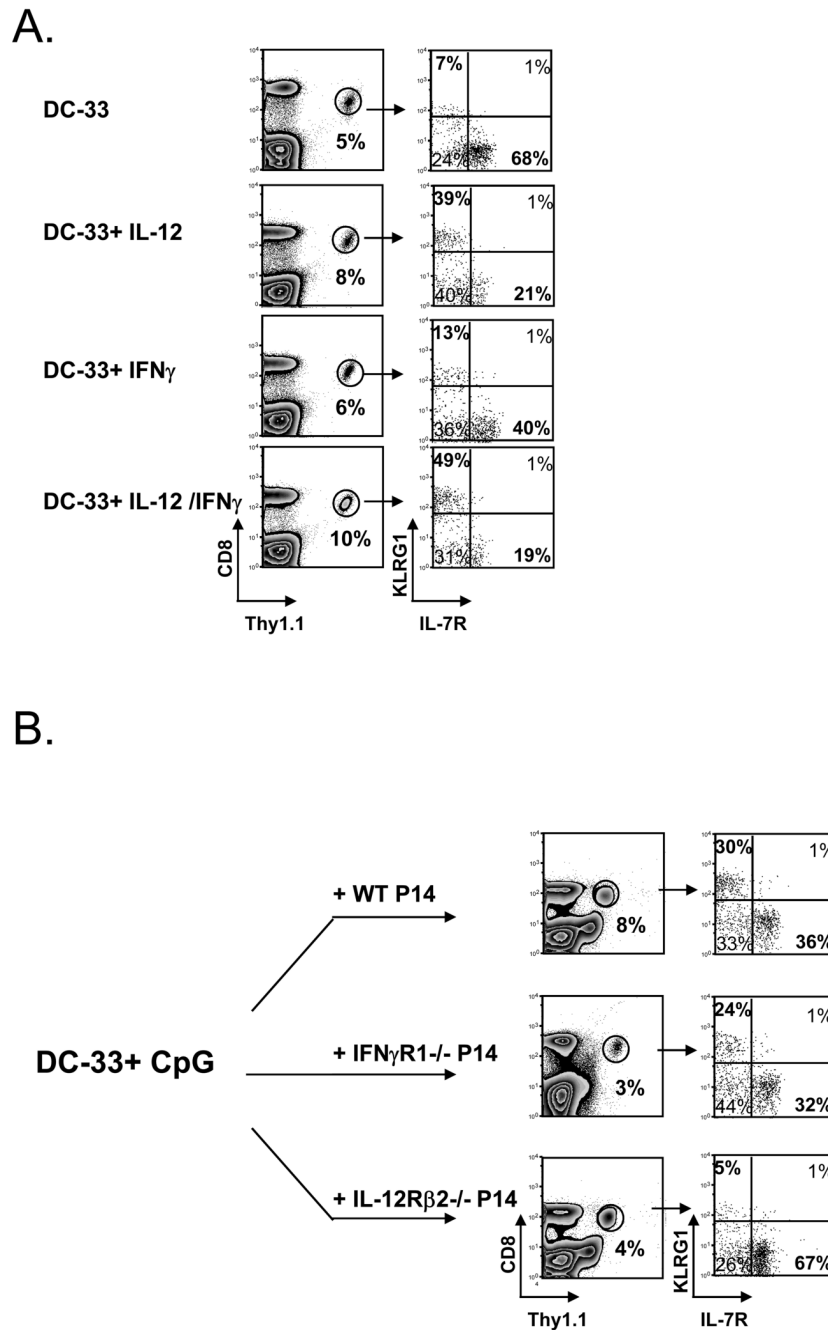 A.
DC-33
5%
7%
1%
24%
68%
DC-33+ IL-12
8%
39%
1%
40%
21%
DC-33+ IFNγ
6%
13%
1%
36%
40%
DC-33+ IL-12 /IFNγ
10%
49%
1%
31%
19%
CD8
Thy1.1
KLRG1
IL-7R
B.
DC-33+ CpG
+ WT P14
8%
30%
1%
33%
36%
+ IFNγR1-/- P14
3%
24%
1%
44%
32%
+ IL-12Rβ2-/- P14
4%
5%
1%
26%
67%
CD8
Thy1.1
KLRG1
IL-7R